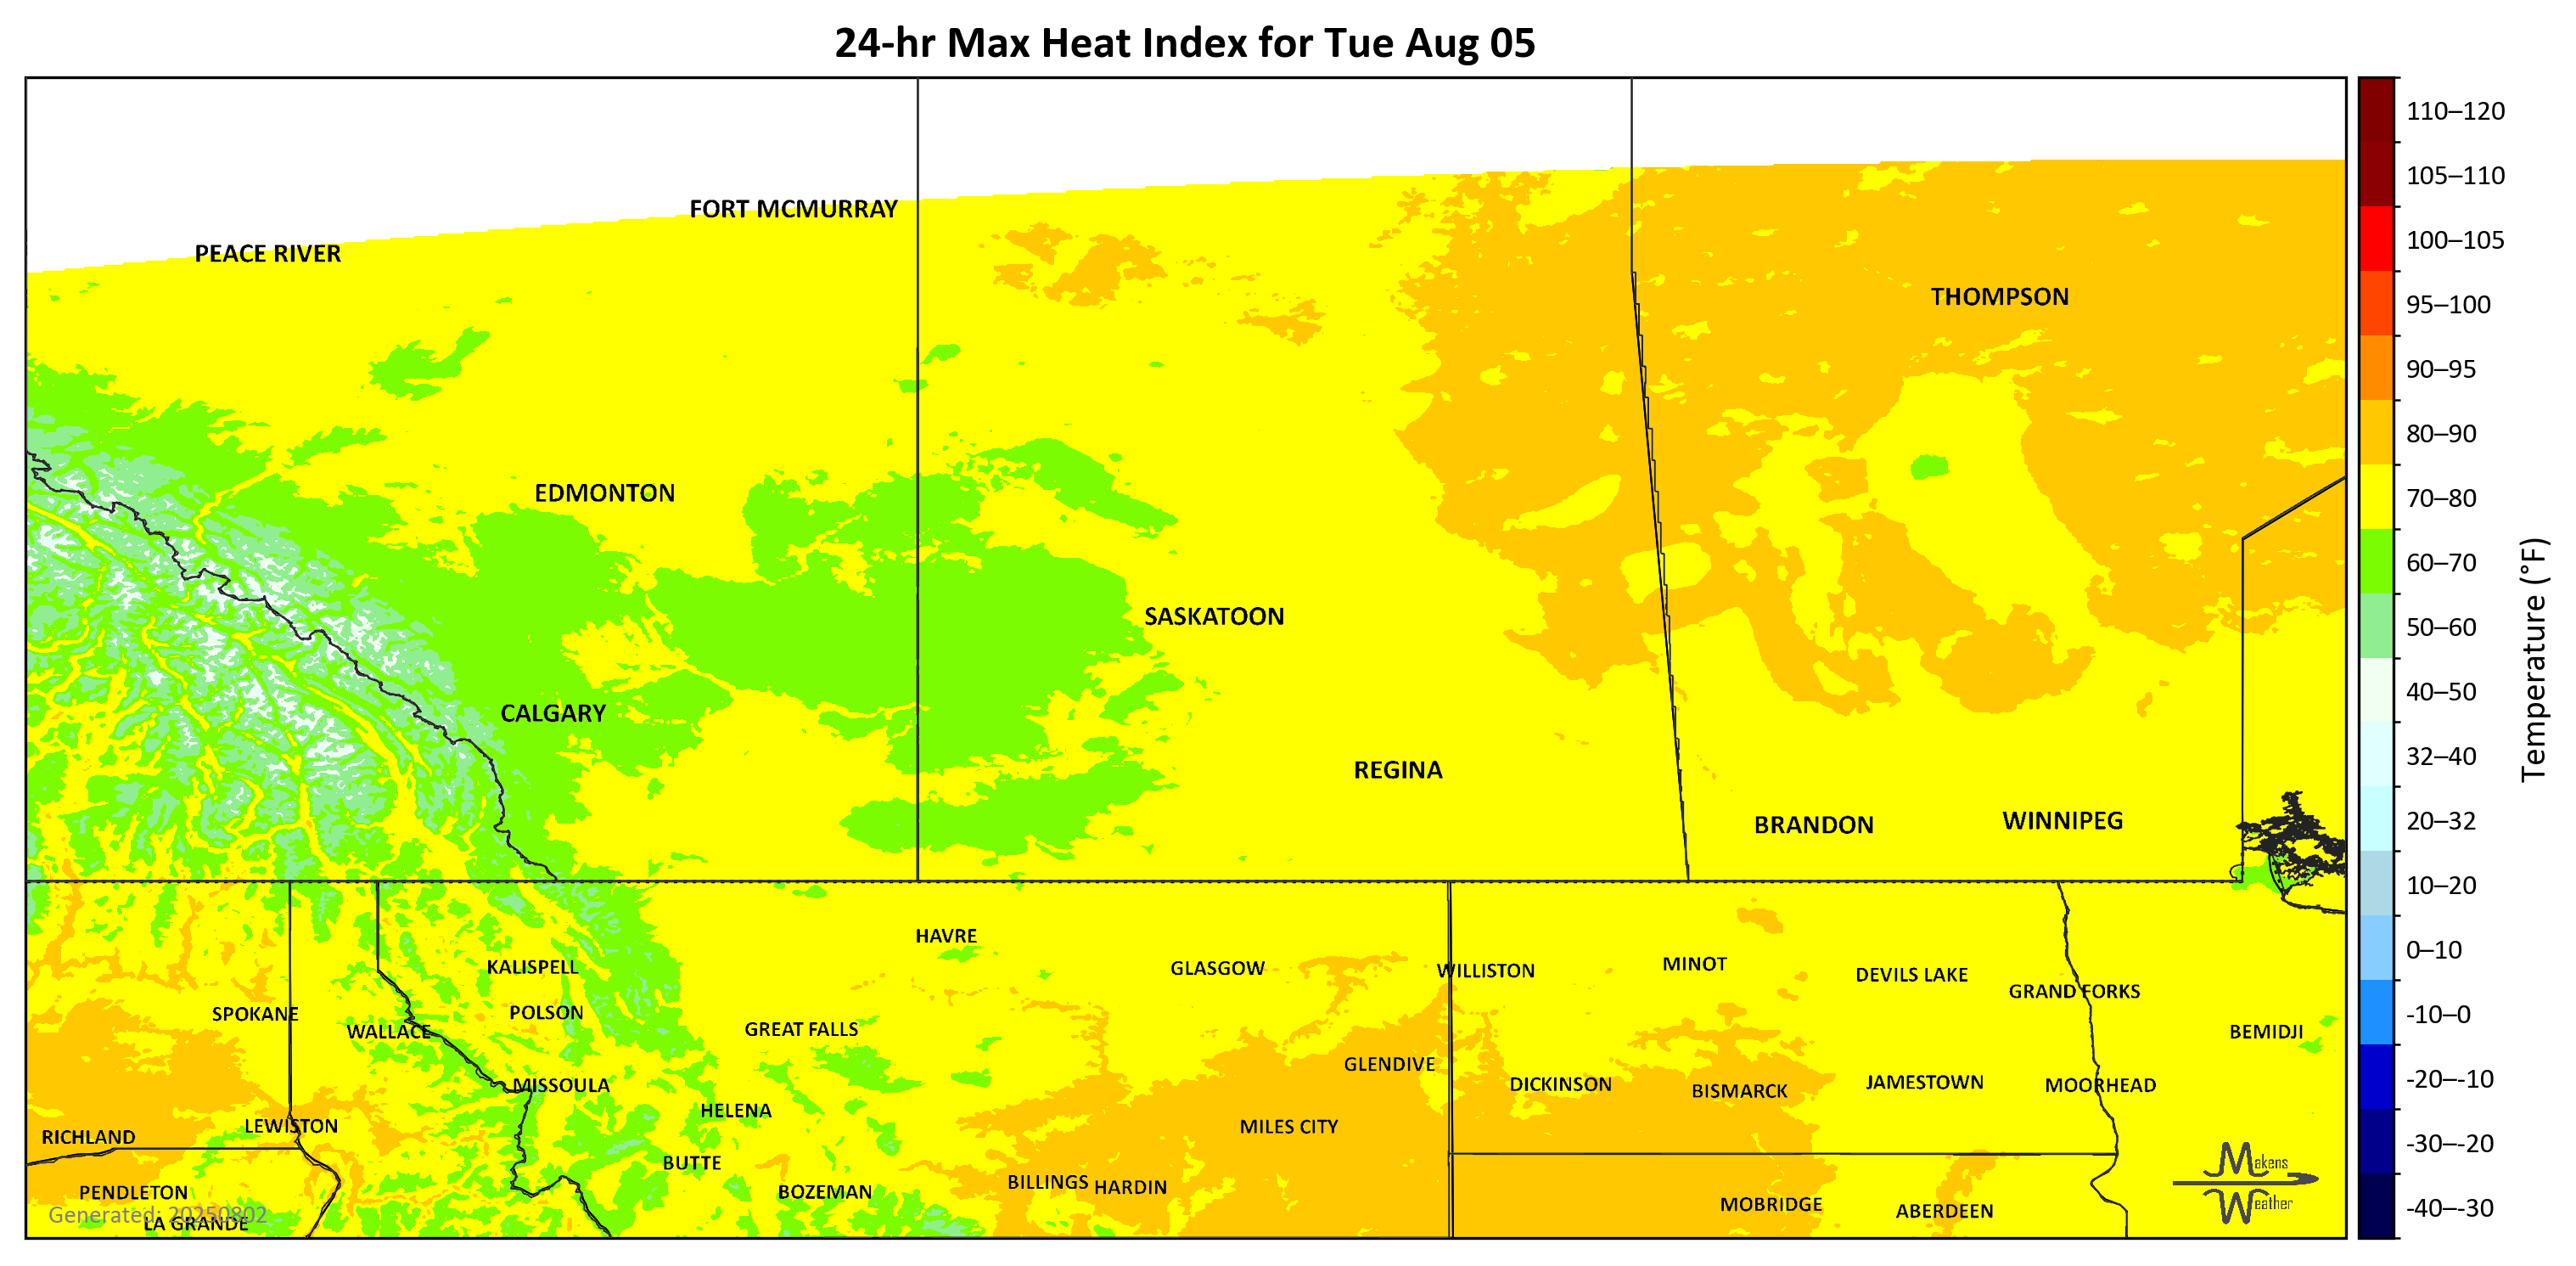 24-hr Max Heat Index for Tue Aug 05
FORT MCMURRAY
PEACE RIVER
THOMPSON
EDMONTON
SASKATOON
CALGARY
REGINA
BRANDON
WINNIPEG
HAVRE
KALISPELL
GLASGOW
WILLISTON
MINOT
DEVILS LAKE
GRAND FORKS
SPOKANE
POLSON
WALLACE
GREAT FALLS
BEMIDJI
GLENDIVE
MISSOULA
DICKINSON
BISMARCK
JAMESTOWN
MOORHEAD
HELENA
LEWISTON
MILES CITY
RICHLAND
BUTTE
BILLINGS
HARDIN
BOZEMAN
PENDLETON
MOBRIDGE
ABERDEEN
LA GRANDE
Generated: 20250802
Makens
Weather
110–120
105–110
100–105
95–100
90–95
80–90
70–80
60–70
50–60
40–50
32–40
20–32
10–20
0–10
-10–0
-20–-10
-30–-20
-40–-30
Temperature (°F)